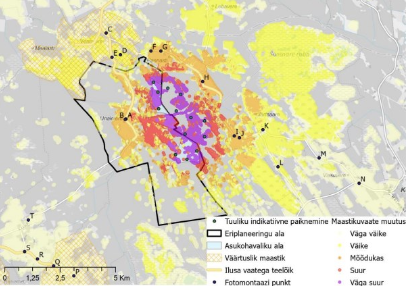 C
F G
E D
H
B A
I J
K
M
L
N
T
S
R
Q
P
0 1,25 2,5 5 Km
Tuuliku indikatiivne paiknemine
Eriplaneeringu ala
Asukohavaliku ala
Väärtuslik maastik
Ilusa vaatega teelõik
Fotomontaazi punkt
Maastikuvaate muutus
Väga väike
Väike
Mõõdukas
Suur
Väga suur